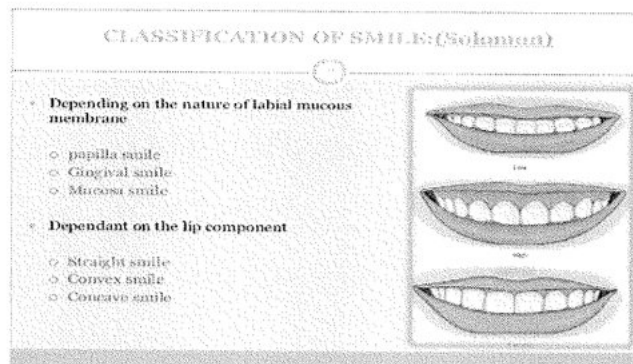 CLASSIFICATION OF SMILE:(Soloman)
Depending on the nature of labial mucous
membrane
papilla smile
Gingival smile
Mucosa smile
Dependant on the lip component
Straight smile
Convex smile
Concave smile